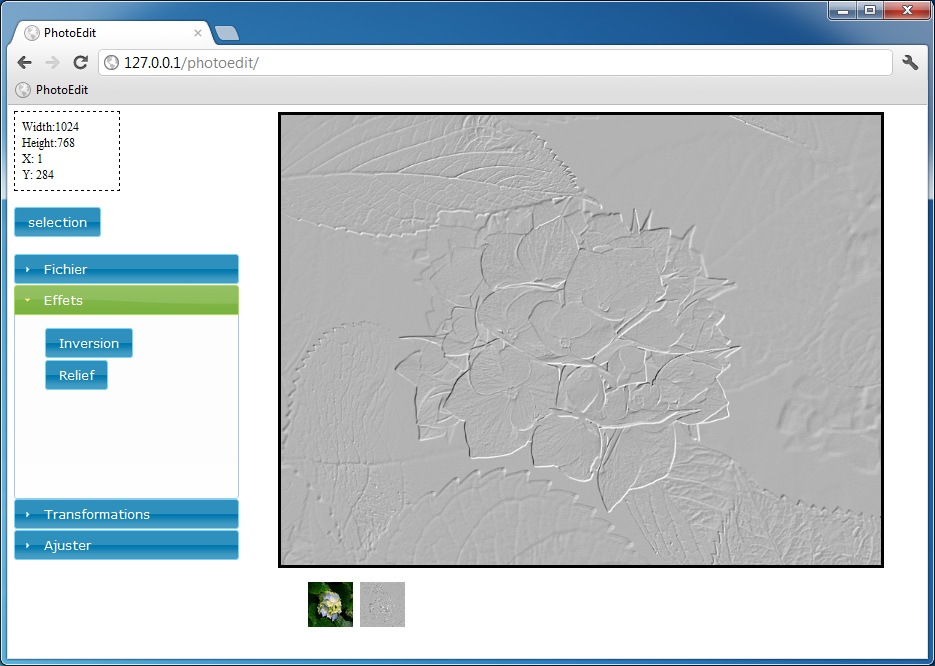 PhotoEdit
127.0.0.1/photoedit/
PhotoEdit
Width:1024
Height:768
X: 1
Y: 284
selection
Fichier
Effets
Inversion
Relief
Transformations
Ajuster